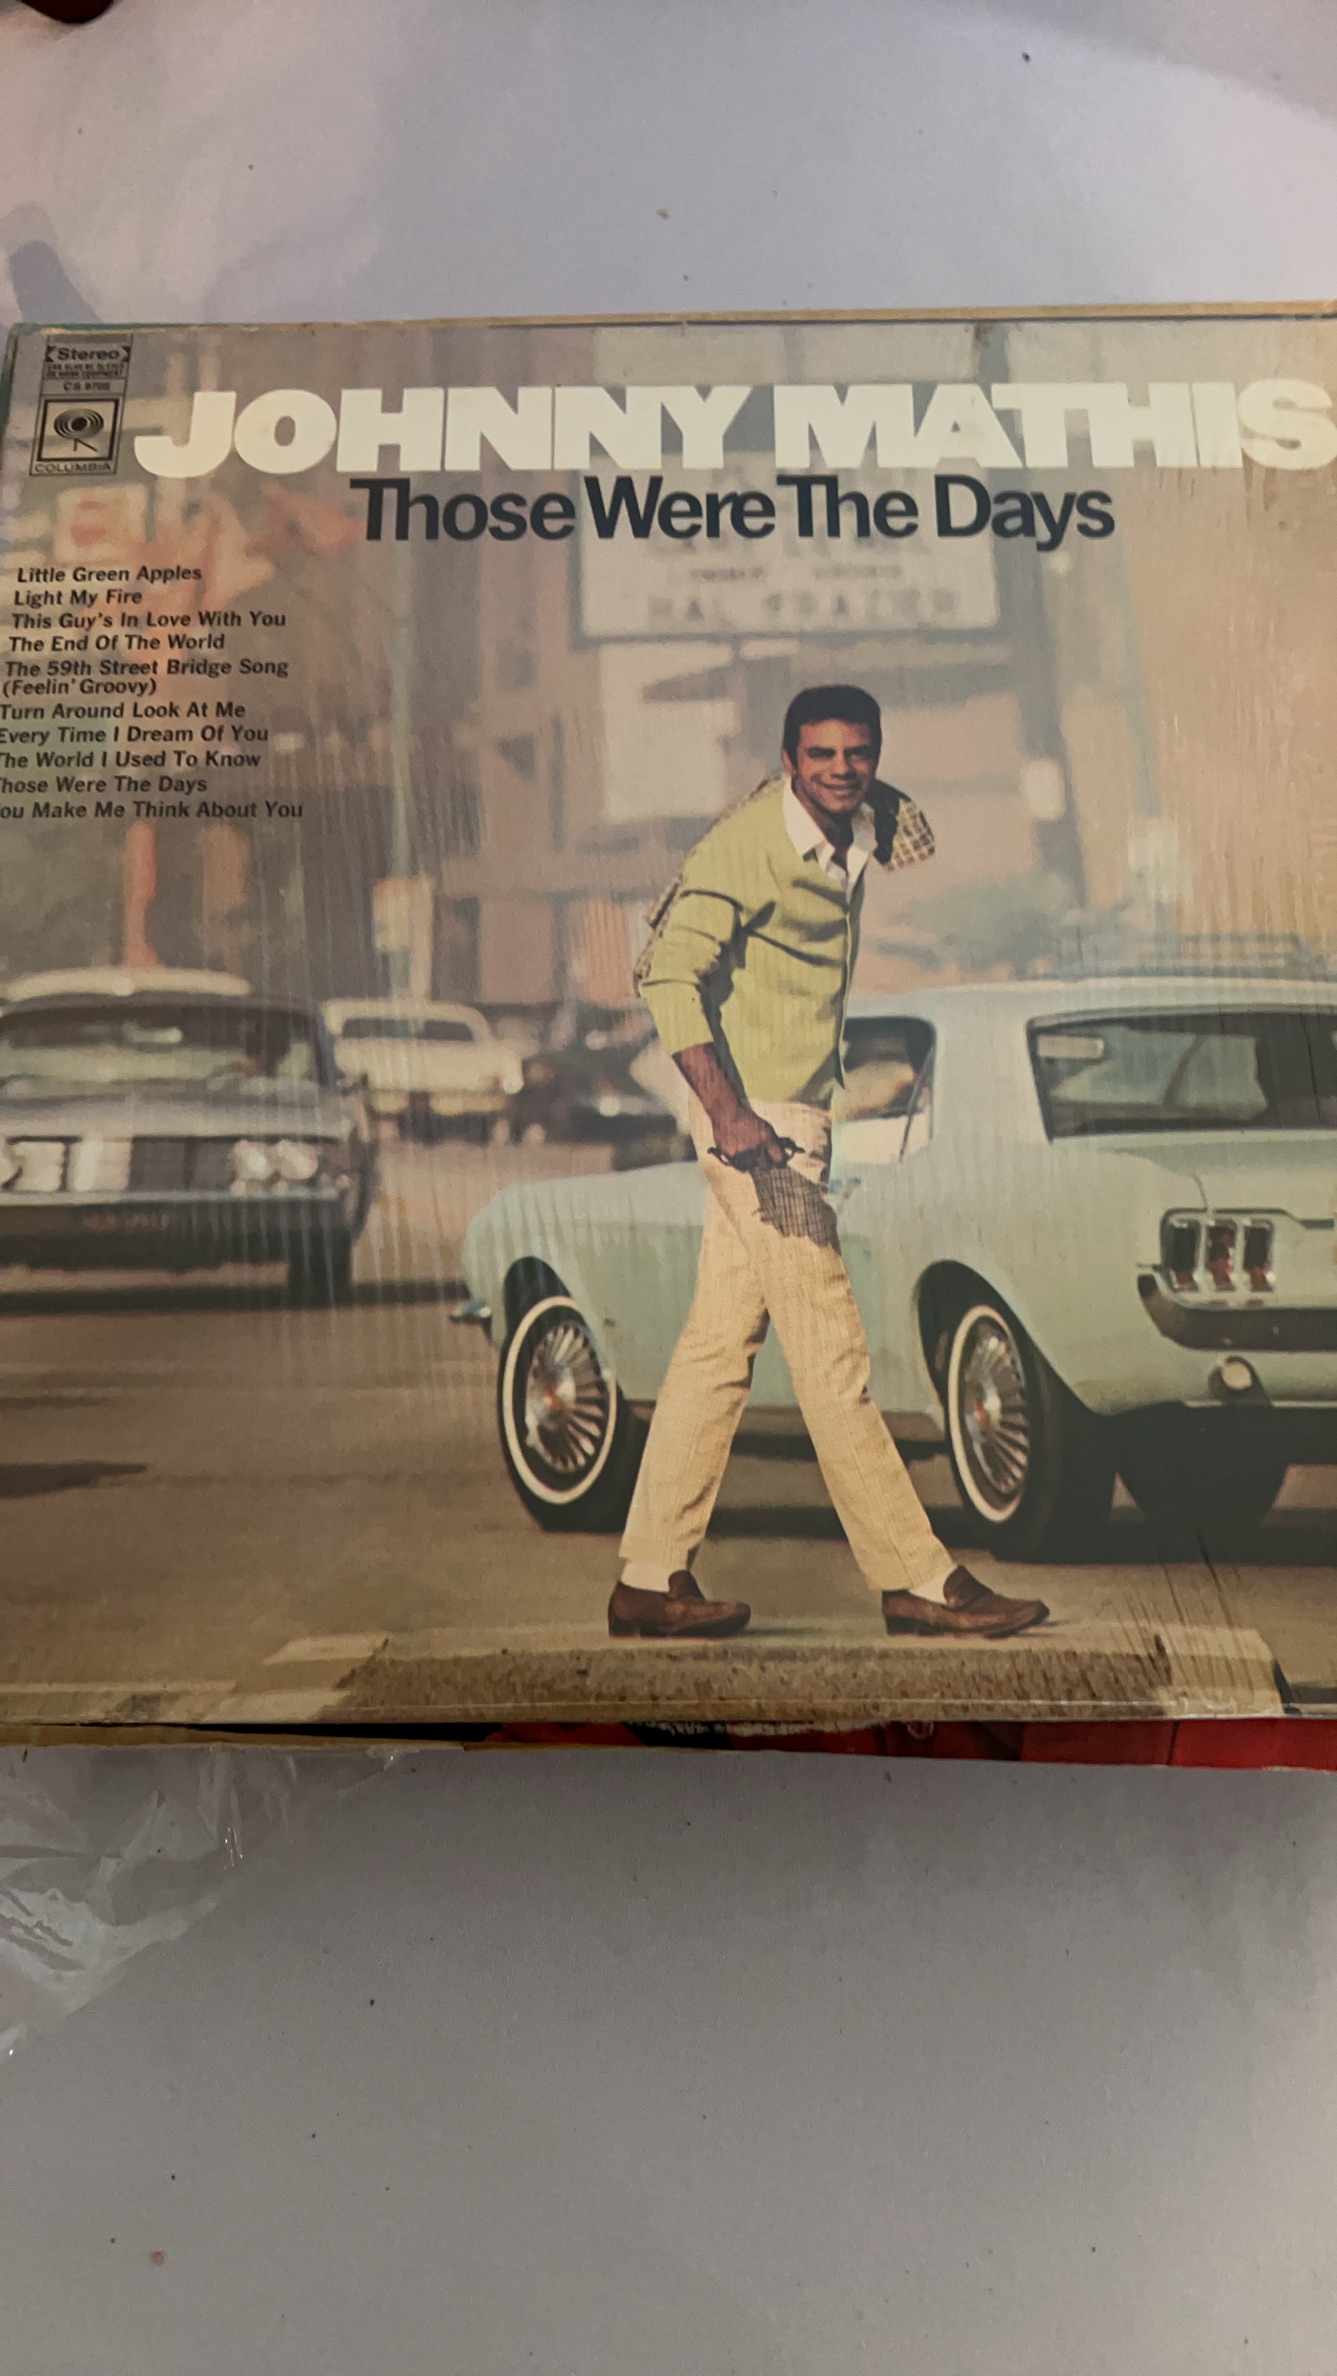 Stereo
CS 9705
COLUMBIA
JOHNNY MATHIS
Those Were The Days
Little Green Apples
Light My Fire
This Guy's In Love With You
The End Of The World
The 59th Street Bridge Song
(Feelin' Groovy)
Turn Around Look At Me
Every Time I Dream Of You
The World I Used To Know
hose Were The Days
ou Make Me Think About You
HAL FRAZIER